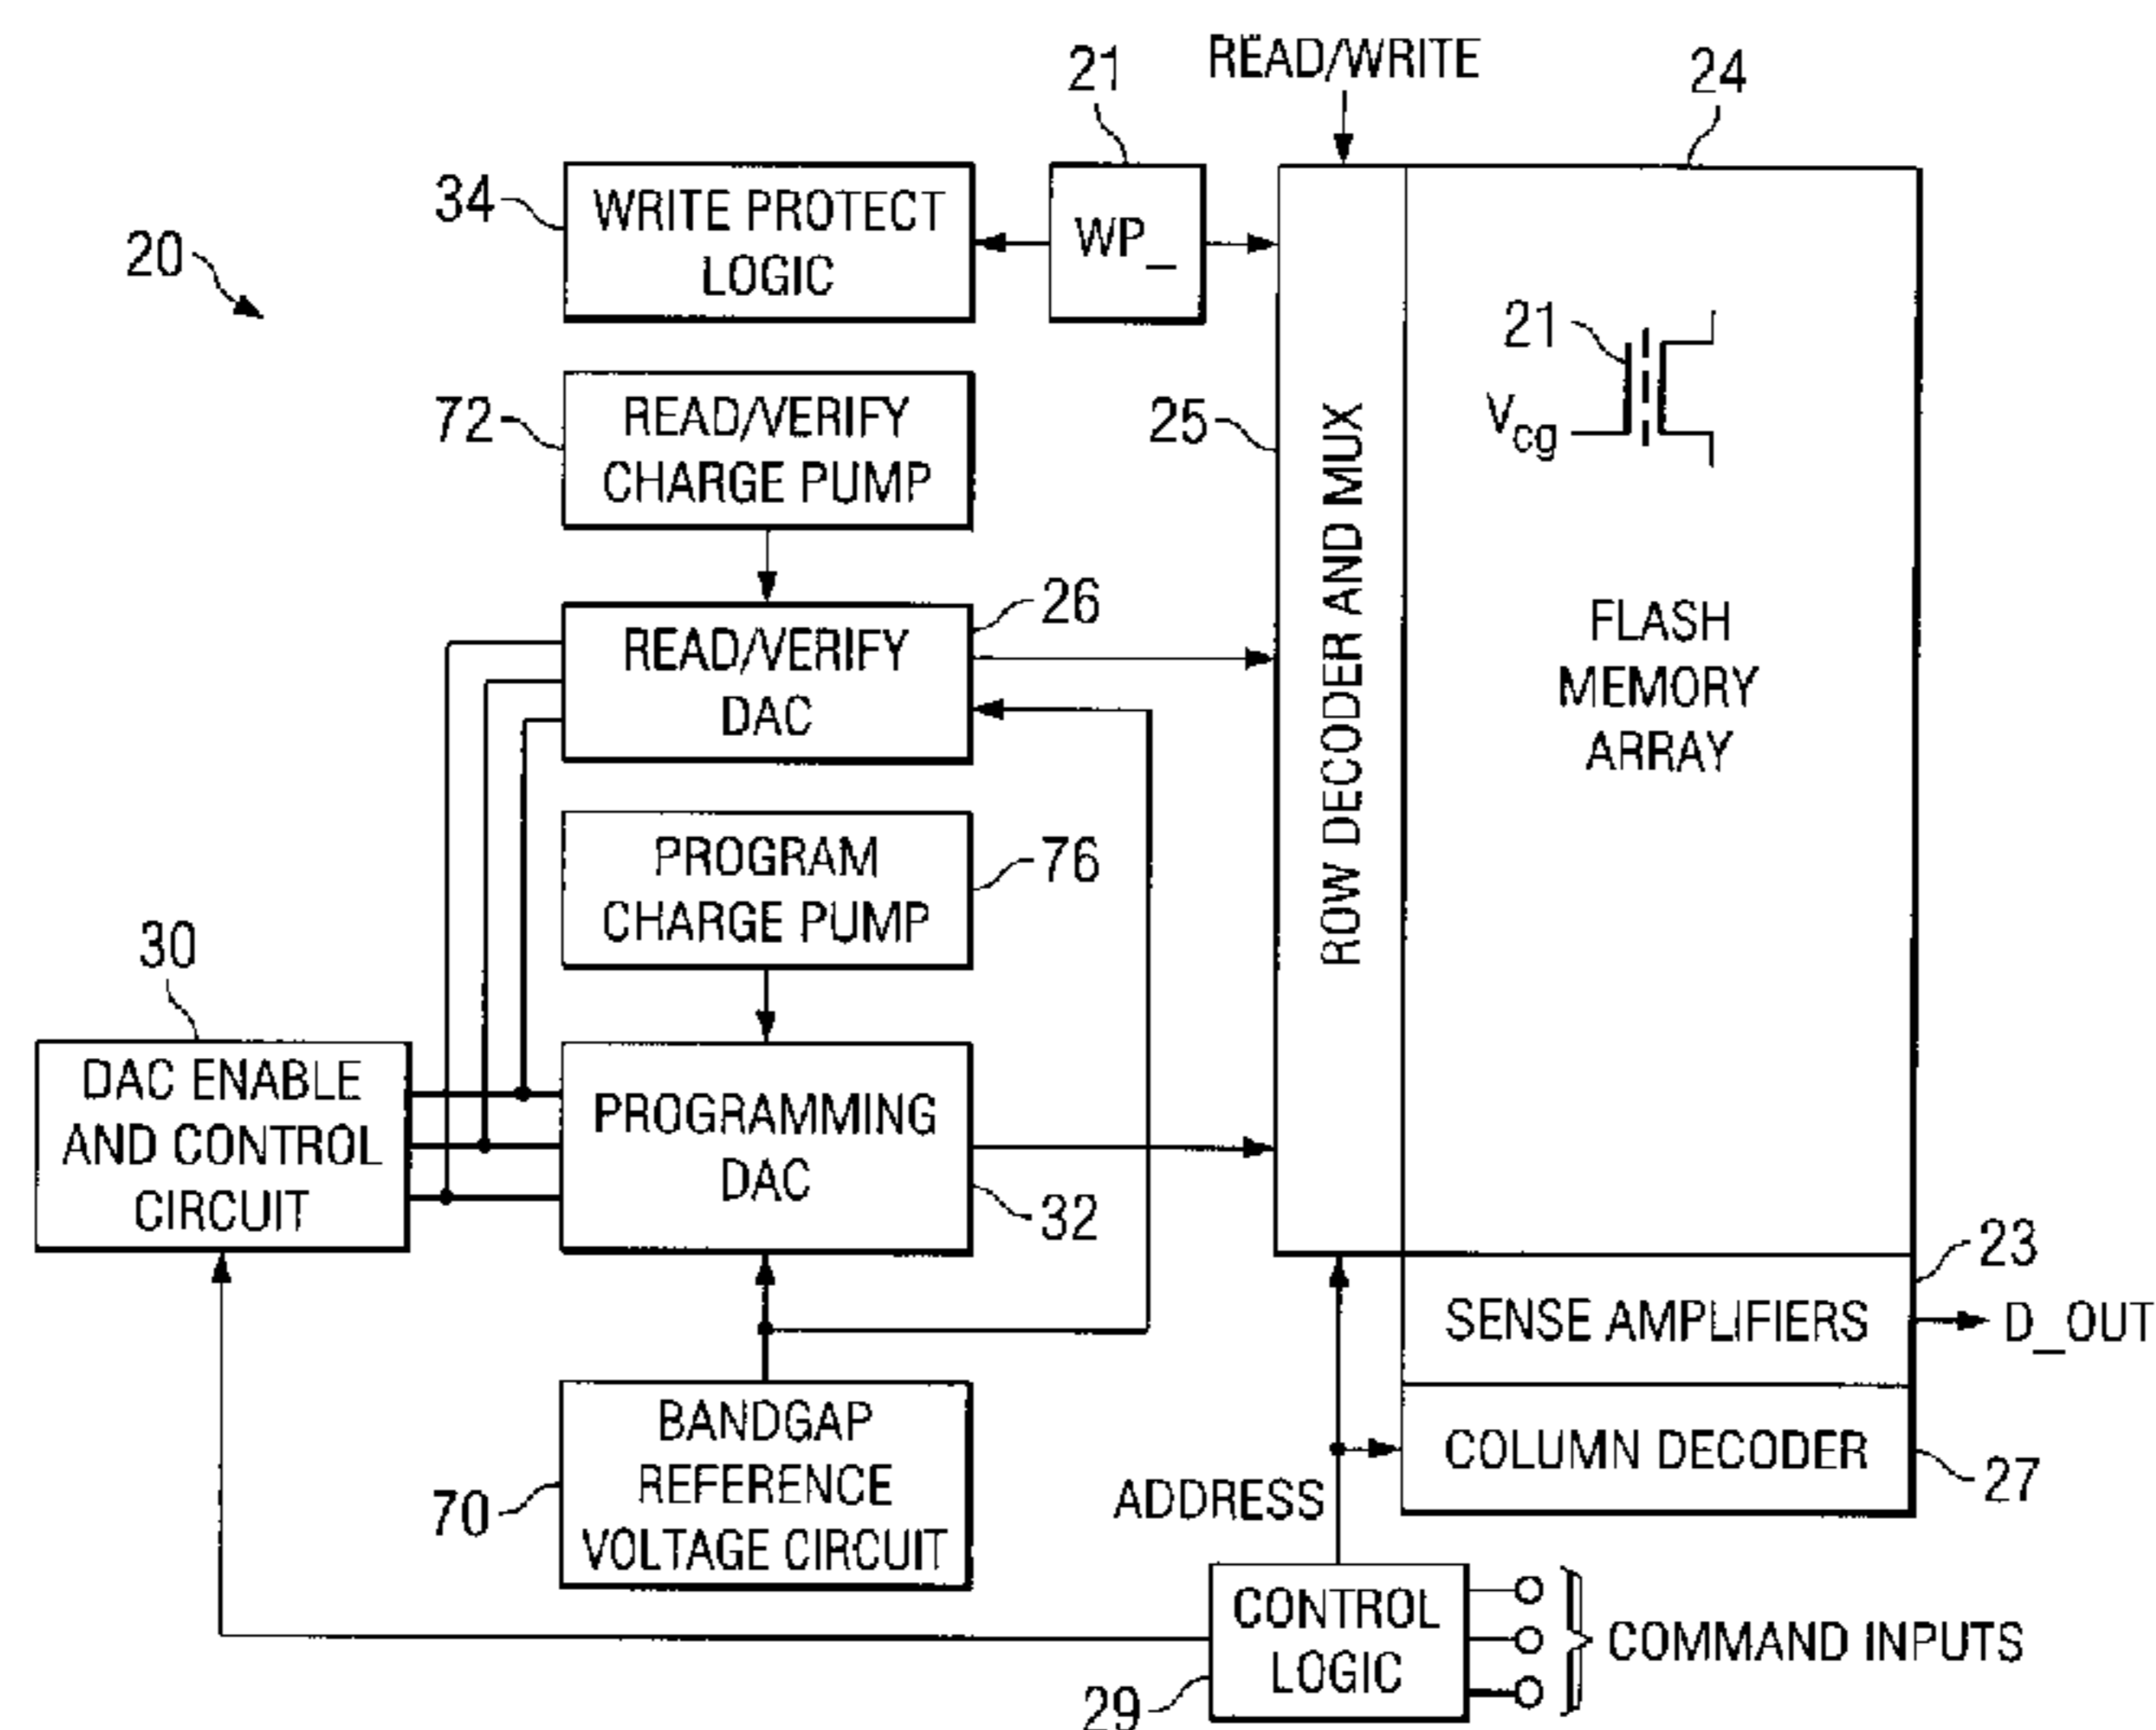 READ/WRITE
21
24
34
WRITE PROTECT
LOGIC
WP_
20
21
V_cg
72
READ/VERIFY
CHARGE PUMP
25
ROW DECODER AND MUX
26
READ/VERIFY
DAC
FLASH
MEMORY
ARRAY
PROGRAM
CHARGE PUMP
76
30
DAC ENABLE
AND CONTROL
CIRCUIT
PROGRAMMING
DAC
32
23
SENSE AMPLIFIERS
D_OUT
BANDGAP
REFERENCE
VOLTAGE CIRCUIT
70
COLUMN DECODER
27
ADDRESS
CONTROL
LOGIC
29
COMMAND INPUTS